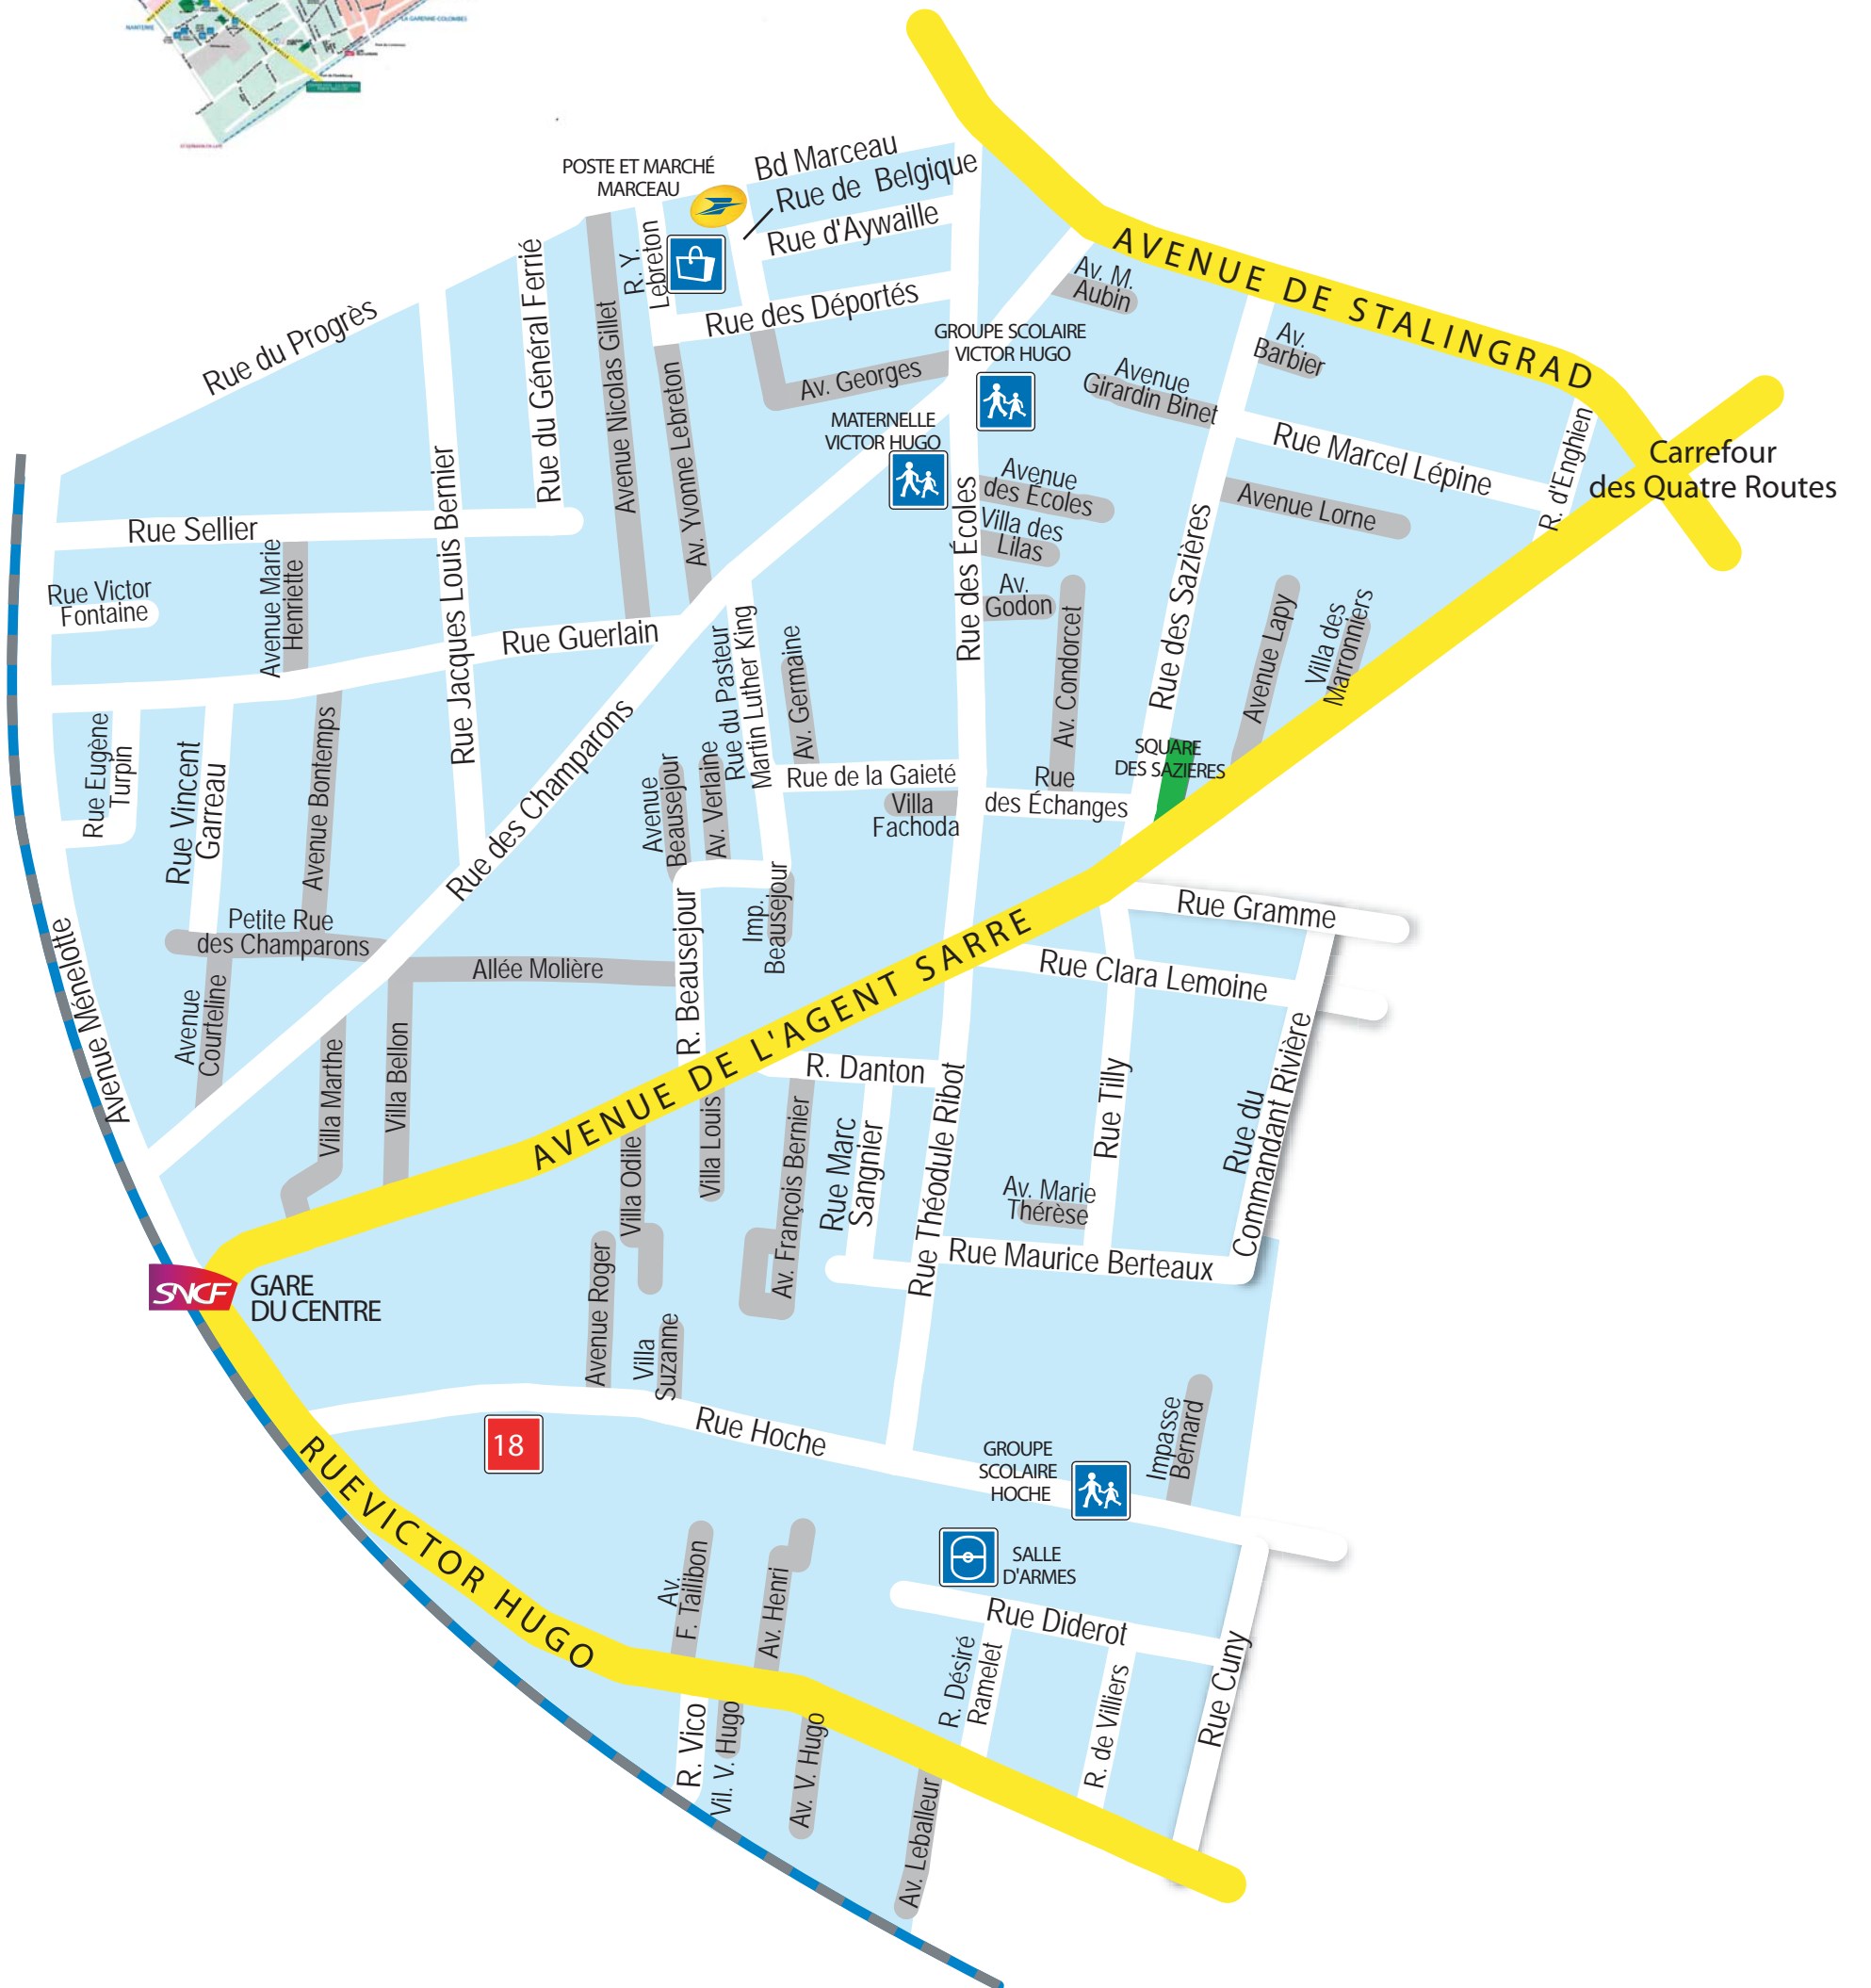 NANTERRE
LA GARENNE-COLOMBES
POSTE ET MARCHÉ
MARCEAU
Bd Marceau
Rue de Belgique
Rue d'Aywaille
R. Y.
Lebreton
Rue des Déportés
AVENUE DE STALINGRAD
Av. M.
Aubin
Rue du Progrès
Rue du Général Ferrié
Avenue Nicolas Gillet
Av. Georges
GROUPE SCOLAIRE
VICTOR HUGO
Av.
Barbier
Avenue
Girardin Binet
MATERNELLE
VICTOR HUGO
Av. Yvonne Lebreton
Rue Marcel Lépine
R. d'Enghien
Carrefour
des Quatre Routes
Rue Sellier
Rue Jacques Louis Bernier
Avenue
des Écoles
Avenue Lorne
Villa des
Lilas
Rue des Écoles
Rue des Sazières
Rue Victor
Fontaine
Avenue Marie
Henriette
Av.
Godon
Av. Condorcet
Avenue Lapy
Villa des
Marronniers
Rue Guerlain
Rue du Pasteur
Martin Luther King
Av. Germaine
Rue Eugène
Turpin
Rue Vincent
Garreau
Avenue Bontemps
Rue des Champarons
Avenue
Beausejour
Av. Verlaine
Rue de la Gaieté
Villa
Fachoda
Rue
des Échanges
SQUARE
DES SAZIERES
Petite Rue
des Champarons
Allée Molière
R. Beausejour
Imp.
Beausejour
Rue Gramme
Rue Clara Lemoine
Avenue Ménelotte
Avenue
Courteline
Villa Marthe
Villa Bellon
AVENUE DE L'AGENT SARRE
R. Danton
Rue Tilly
Rue du
Commandant Rivière
Villa Odile
Villa Louis
Av. François Bernier
Rue Marc
Sangnier
Rue Théodule Ribot
Av. Marie
Thérèse
Rue Maurice Berteaux
SNCF
GARE
DU CENTRE
Avenue Roger
Villa
Suzanne
18
Rue Hoche
GROUPE
SCOLAIRE
HOCHE
Impasse
Bernard
RUE VICTOR HUGO
Av.
F. Tailibon
Av. Henri
SALLE
D'ARMES
Rue Diderot
R. Désiré
Ramelet
R. de Villiers
Rue Cuny
R. Vico
Vil. V. Hugo
Av. V. Hugo
Av. Leballeur